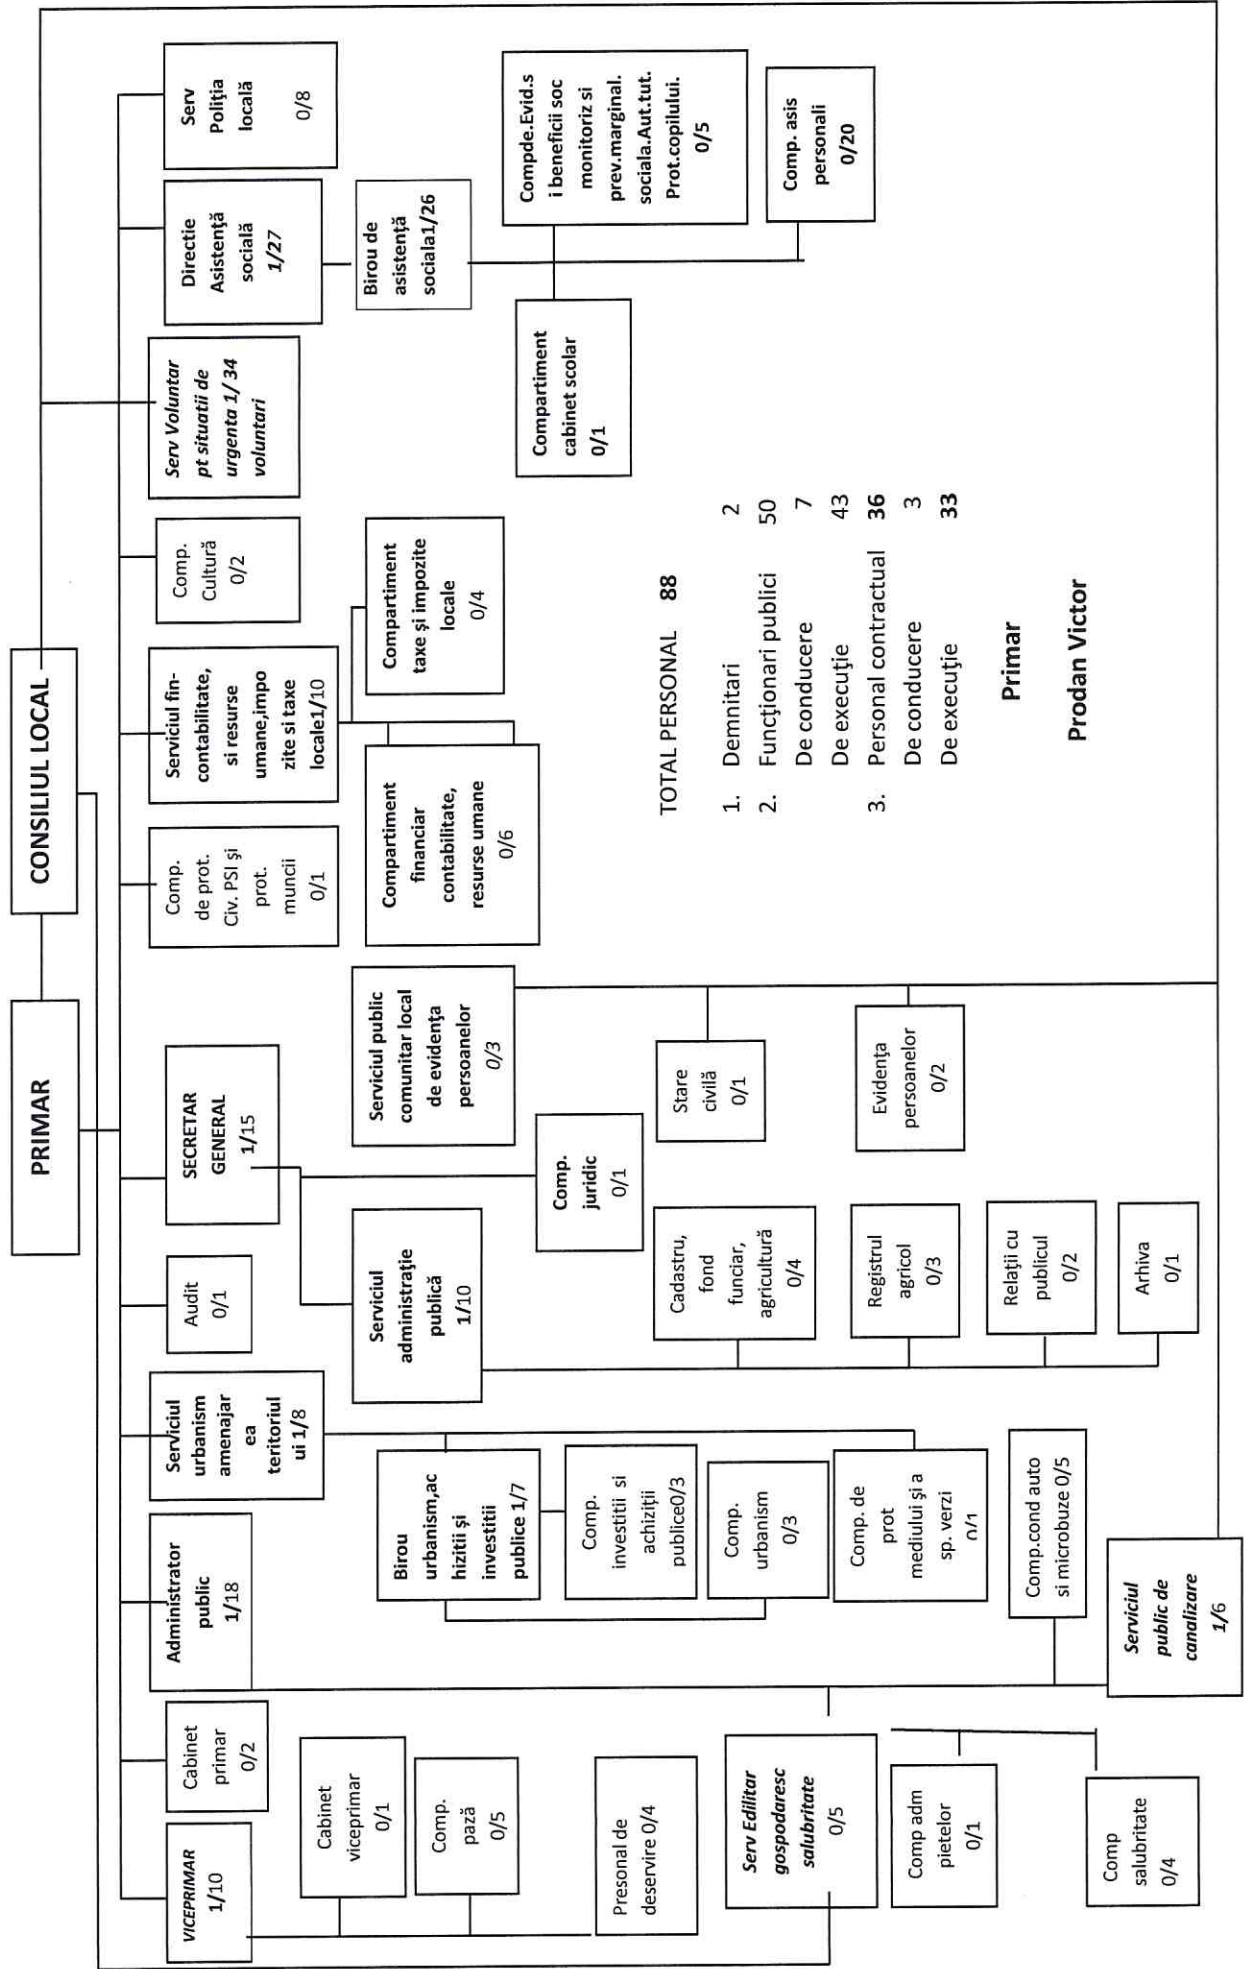 PRIMAR
CONSILIUL LOCAL
VICEPRIMAR
1/10
Cabinet
primar
0/2
Administrator
public
1/18
Serviciul
urbanism
amenajar
ea
teritoriul
ui 1/8
Audit
0/1
SECRETAR
GENERAL
1/15
Comp.
de prot.
Civ. PSI şi
prot.
muncii
0/1
Serviciul fin-
contabilitate,
si resurse
umane,impo
zite si taxe
locale1/10
Comp.
Cultură
0/2
Serv Voluntar
pt situatii de
urgenta 1/ 34
voluntari
Directie
Asistenţă
socială
1/27
Serv
Poliţia
locală
0/8
Cabinet
viceprimar
0/1
Comp.
pază
0/5
Presonal de
deservire 0/4
Serv Edilitar
gospodaresc
salubritate
0/5
Comp adm
pietelor
0/1
Comp
salubritate
0/4
Birou
urbanism,ac
hizitii şi
investitii
publice 1/7
Comp.
investitii si
achiziţii
publice0/3
Comp.
urbanism
0/3
Comp. de
prot
mediului şi a
sp. verzi
0/1
Comp.cond auto
si microbuze 0/5
Serviciul
public de
canalizare
1/6
Serviciul
administraţie
publică
1/10
Comp.
juridic
0/1
Cadastru,
fond
funciar,
agricultură
0/4
Registrul
agricol
0/3
Relaţii cu
publicul
0/2
Arhiva
0/1
Serviciul public
comunitar local
de evidenţa
persoanelor
0/3
Stare
civilă
0/1
Evidenţa
persoanelor
0/2
Compartiment
financiar
contabilitate,
resurse umane
0/6
Compartiment
taxe şi impozite
locale
0/4
Birou de
asistenţă
sociala1/26
Compartiment
cabinet scolar
0/1
Compde.Evid.s
i beneficii soc
monitoriz si
prev.marginal.
sociala.Aut.tut.
Prot.copilului.
0/5
Comp. asis
personali
0/20
TOTAL PERSONAL 88
1. Demnitari 2
2. Funcţionari publici 50
De conducere 7
De execuţie 43
3. Personal contractual 36
De conducere 3
De execuţie 33
Primar
Prodan Victor